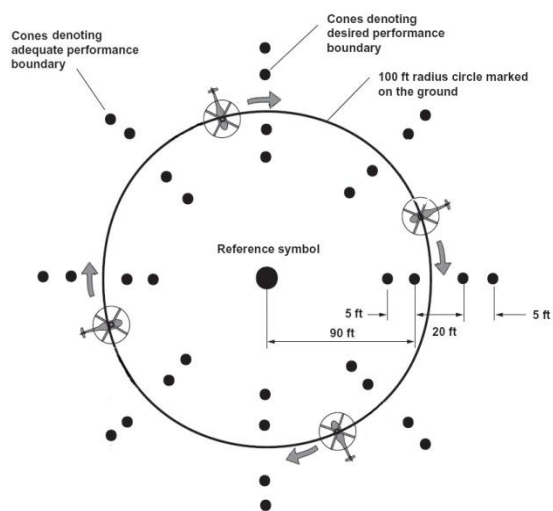 Cones denoting
adequate performance
boundary
Cones denoting
desired performance
boundary
100 ft radius circle marked
on the ground
Reference symbol
5 ft
20 ft
5 ft
90 ft